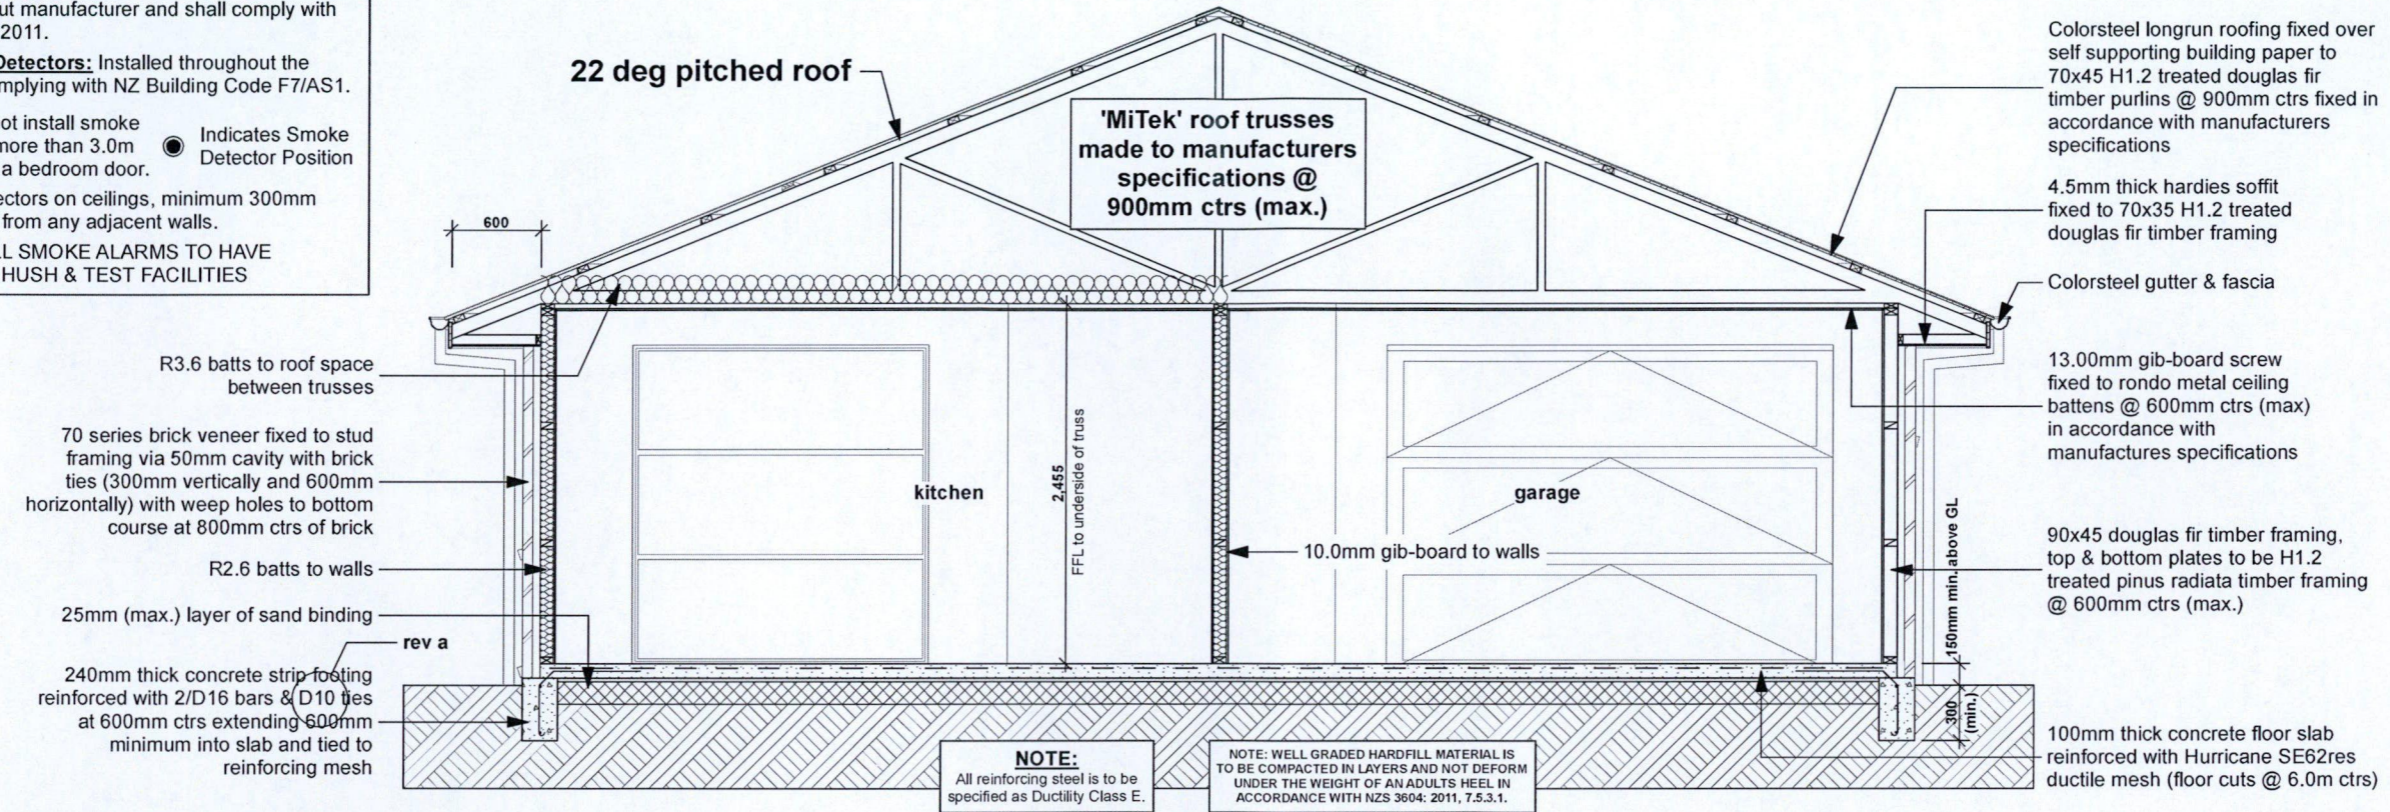 ut manufacturer and shall comply with
2011.
Detectors: Installed throughout the
mplying with NZ Building Code F7/AS1.
ot install smoke
more than 3.0m
a bedroom door.
Indicates Smoke
Detector Position
ectors on ceilings, minimum 300mm
from any adjacent walls.
L SMOKE ALARMS TO HAVE
HUSH & TEST FACILITIES
22 deg pitched roof
'MiTek' roof trusses
made to manufacturers
specifications @
900mm ctrs (max.)
600
Colorsteel longrun roofing fixed over
self supporting building paper to
70x45 H1.2 treated douglas fir
timber purlins @ 900mm ctrs fixed in
accordance with manufacturers
specifications
4.5mm thick hardies soffit
fixed to 70x35 H1.2 treated
douglas fir timber framing
Colorsteel gutter & fascia
13.00mm gib-board screw
fixed to rondo metal ceiling
battens @ 600mm ctrs (max)
in accordance with
manufactures specifications
90x45 douglas fir timber framing,
top & bottom plates to be H1.2
treated pinus radiata timber framing
@ 600mm ctrs (max.)
100mm thick concrete floor slab
reinforced with Hurricane SE62res
ductile mesh (floor cuts @ 6.0m ctrs)
R3.6 batts to roof space
between trusses
70 series brick veneer fixed to stud
framing via 50mm cavity with brick
ties (300mm vertically and 600mm
horizontally) with weep holes to bottom
course at 800mm ctrs of brick
R2.6 batts to walls
25mm (max.) layer of sand binding
rev a
240mm thick concrete strip footing
reinforced with 2/D16 bars & D10 ties
at 600mm ctrs extending 600mm
minimum into slab and tied to
reinforcing mesh
kitchen
2,455
FFL to underside of truss
garage
10.0mm gib-board to walls
150mm min. above GL
300
(min.)
NOTE:
All reinforcing steel is to be
specified as Ductility Class E.
NOTE: WELL GRADED HARDFILL MATERIAL IS
TO BE COMPACTED IN LAYERS AND NOT DEFORM
UNDER THE WEIGHT OF AN ADULTS HEEL IN
ACCORDANCE WITH NZS 3604: 2011, 7.5.3.1.